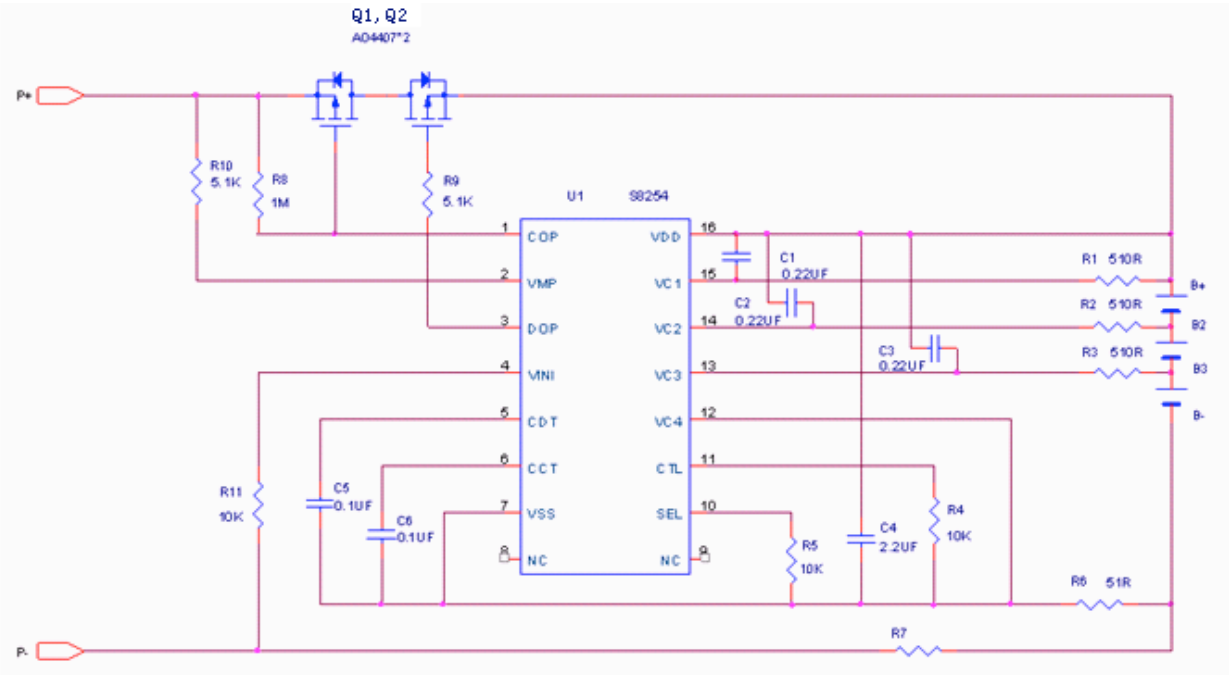 Q1, Q2
AO4407*2
P+
R10
5.1K
R8
1M
R9
5.1K
U1 S8254
1 COP
2 VMP
3 DOP
4 VINI
5 CDT
6 CCT
7 VSS
8 NC
VDD 16
VC1 15
VC2 14
VC3 13
VC4 12
CTL 11
SEL 10
NC 9
C1
0.22UF
C2
0.22UF
C3
0.22UF
R1 510R
R2 510R
R3 510R
B+
B2
B3
B-
R11
10K
C5
0.1UF
C6
0.1UF
R5
10K
C4
2.2UF
R4
10K
R6 51R
R7
P-